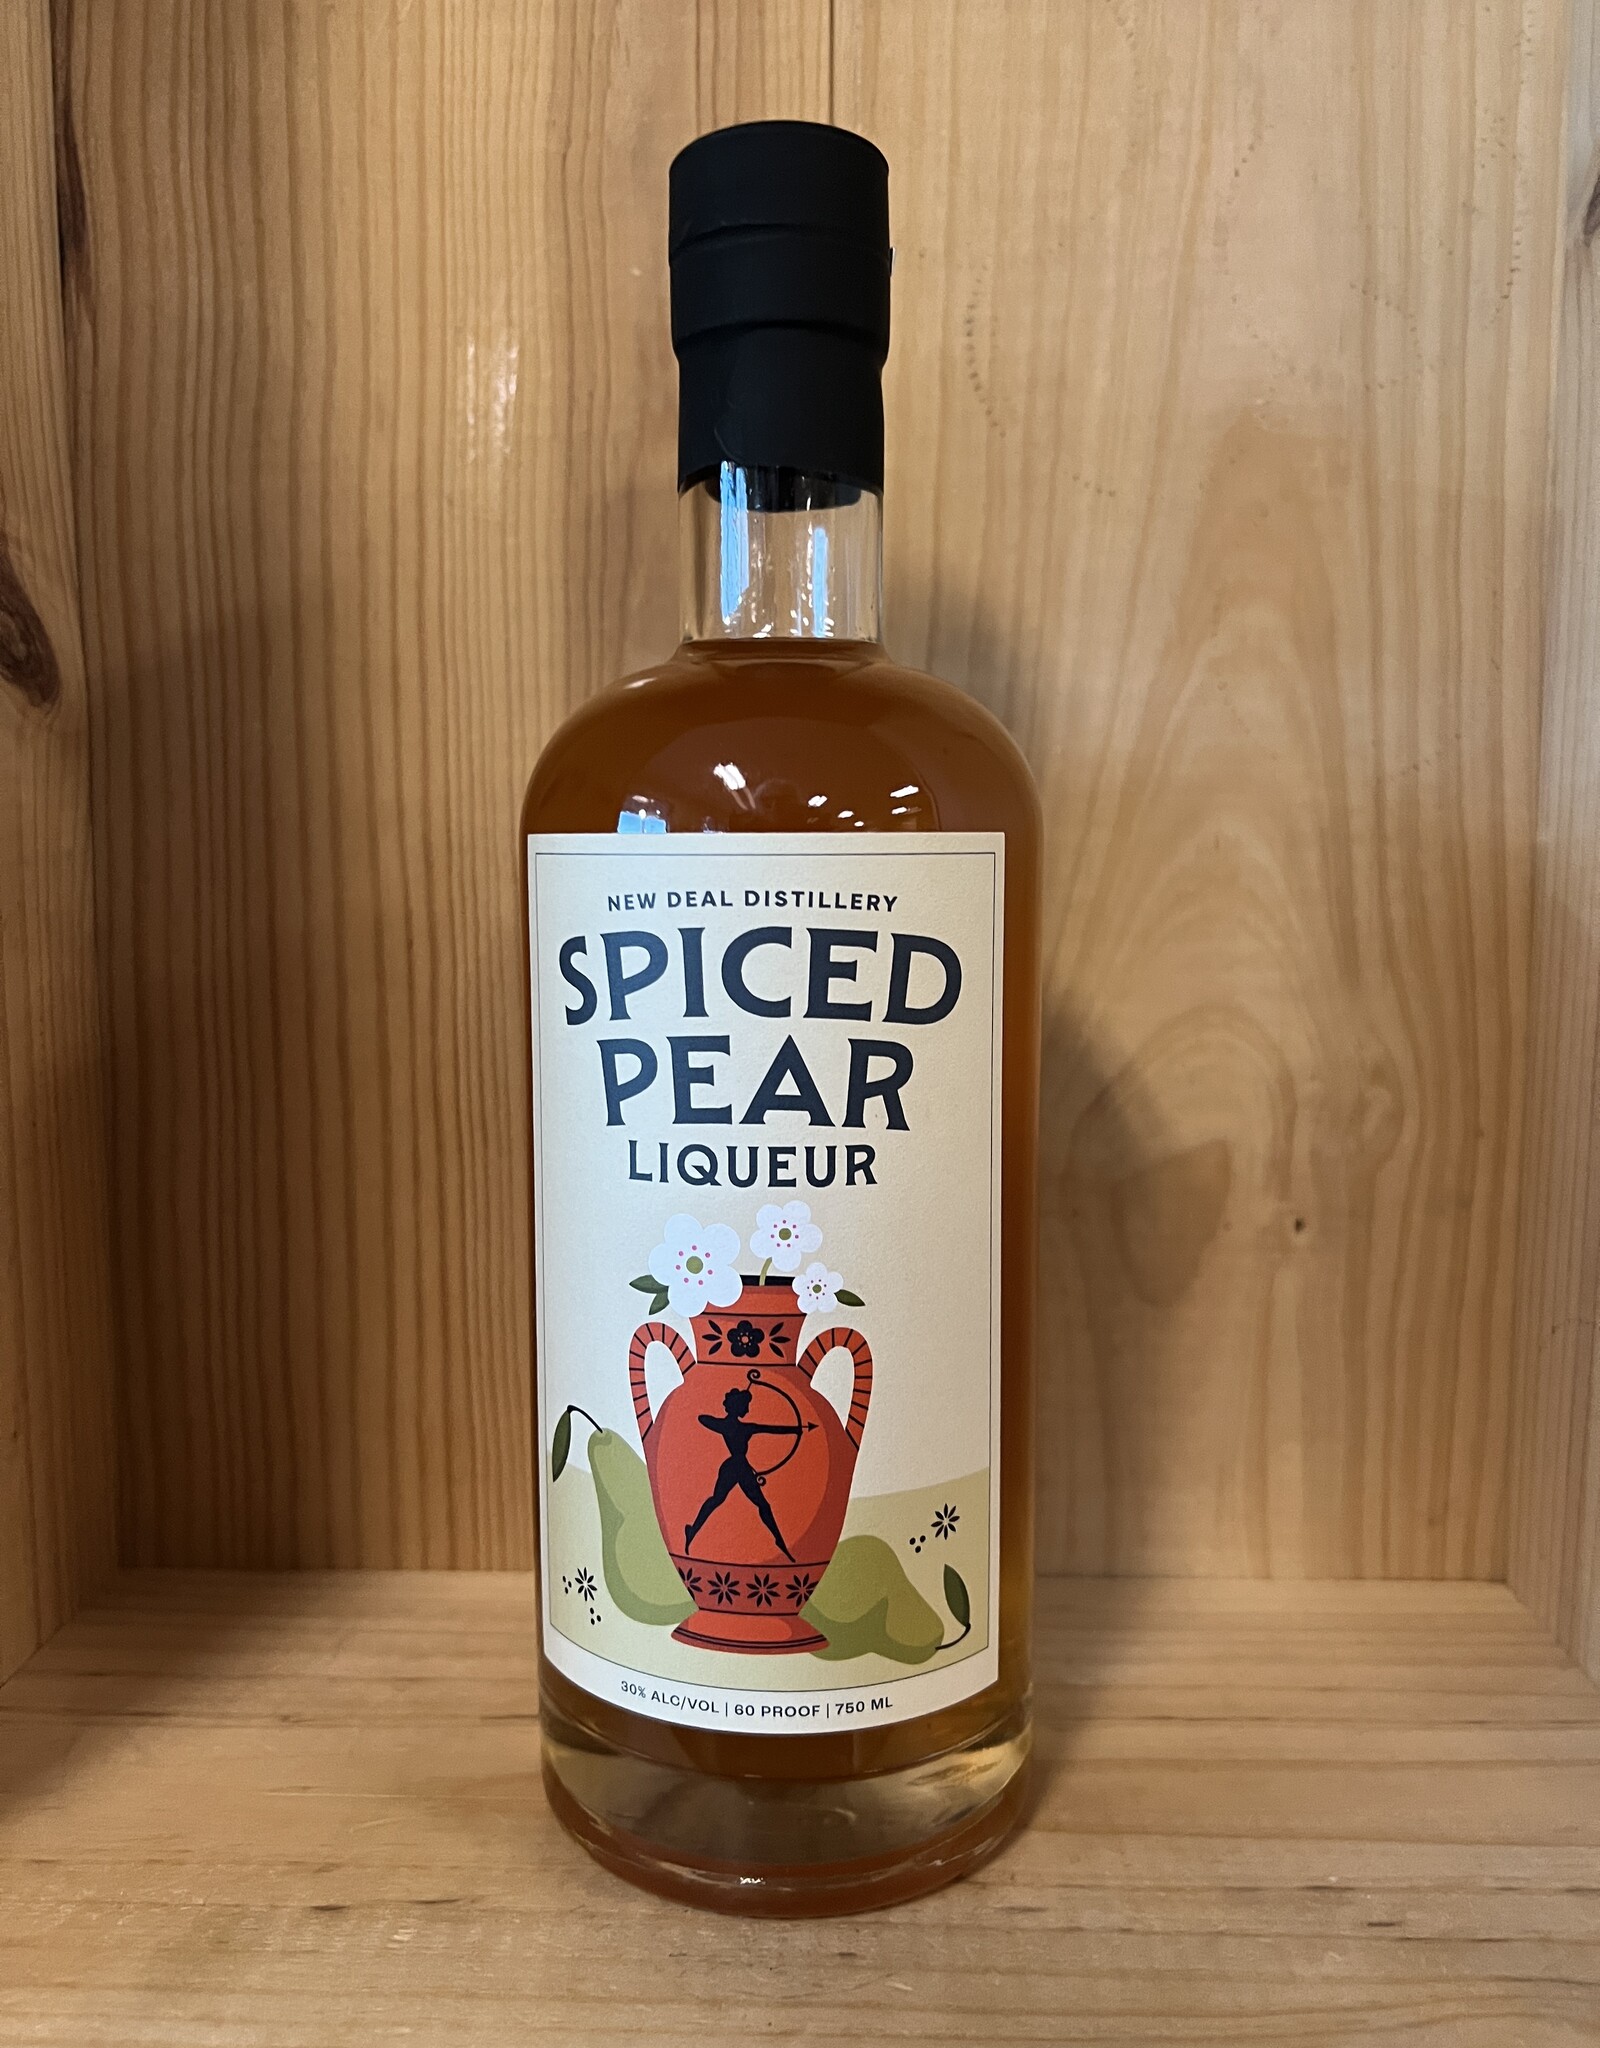 NEW DEAL DISTILLERY
SPICED
PEAR
LIQUEUR
30% ALC/VOL | 60 PROOF | 750 ML